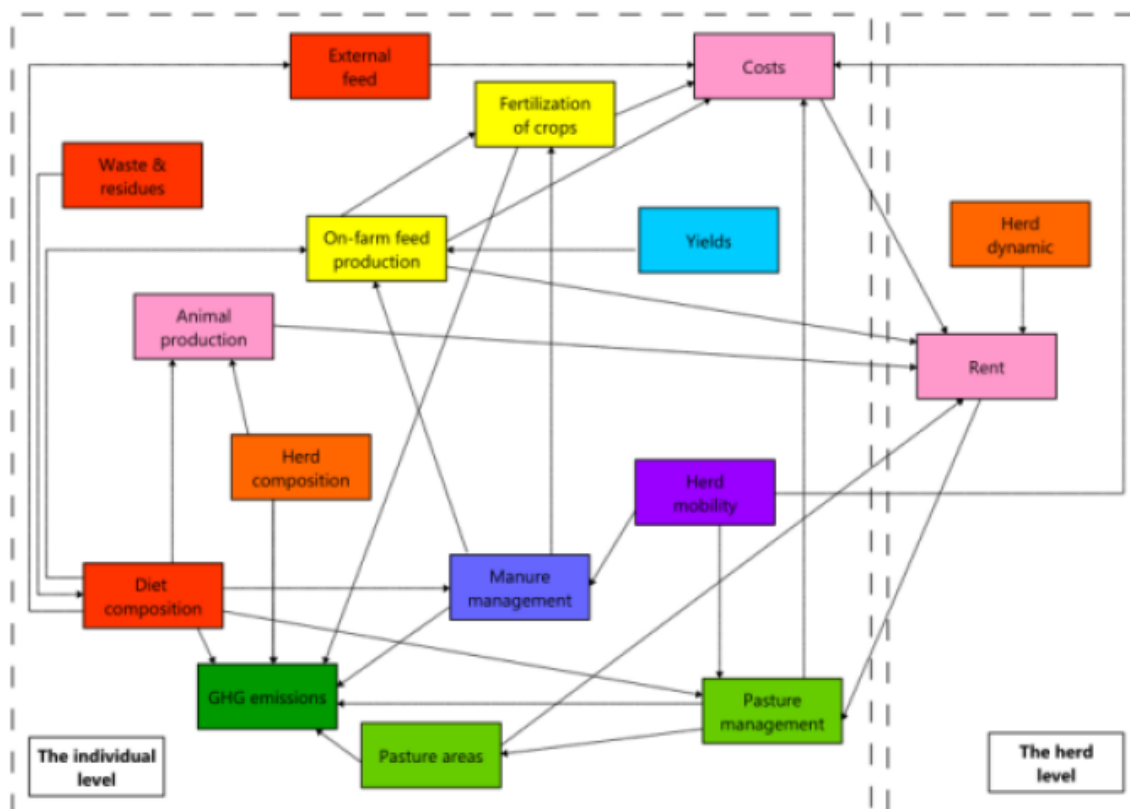 External
feed
Costs
Fertilization
of crops
Waste &
residues
On-farm feed
production
Yields
Herd
dynamic
Animal
production
Rent
Herd
composition
Herd
mobility
Diet
composition
Manure
management
GHG emissions
Pasture areas
Pasture
management
The individual
level
The herd
level